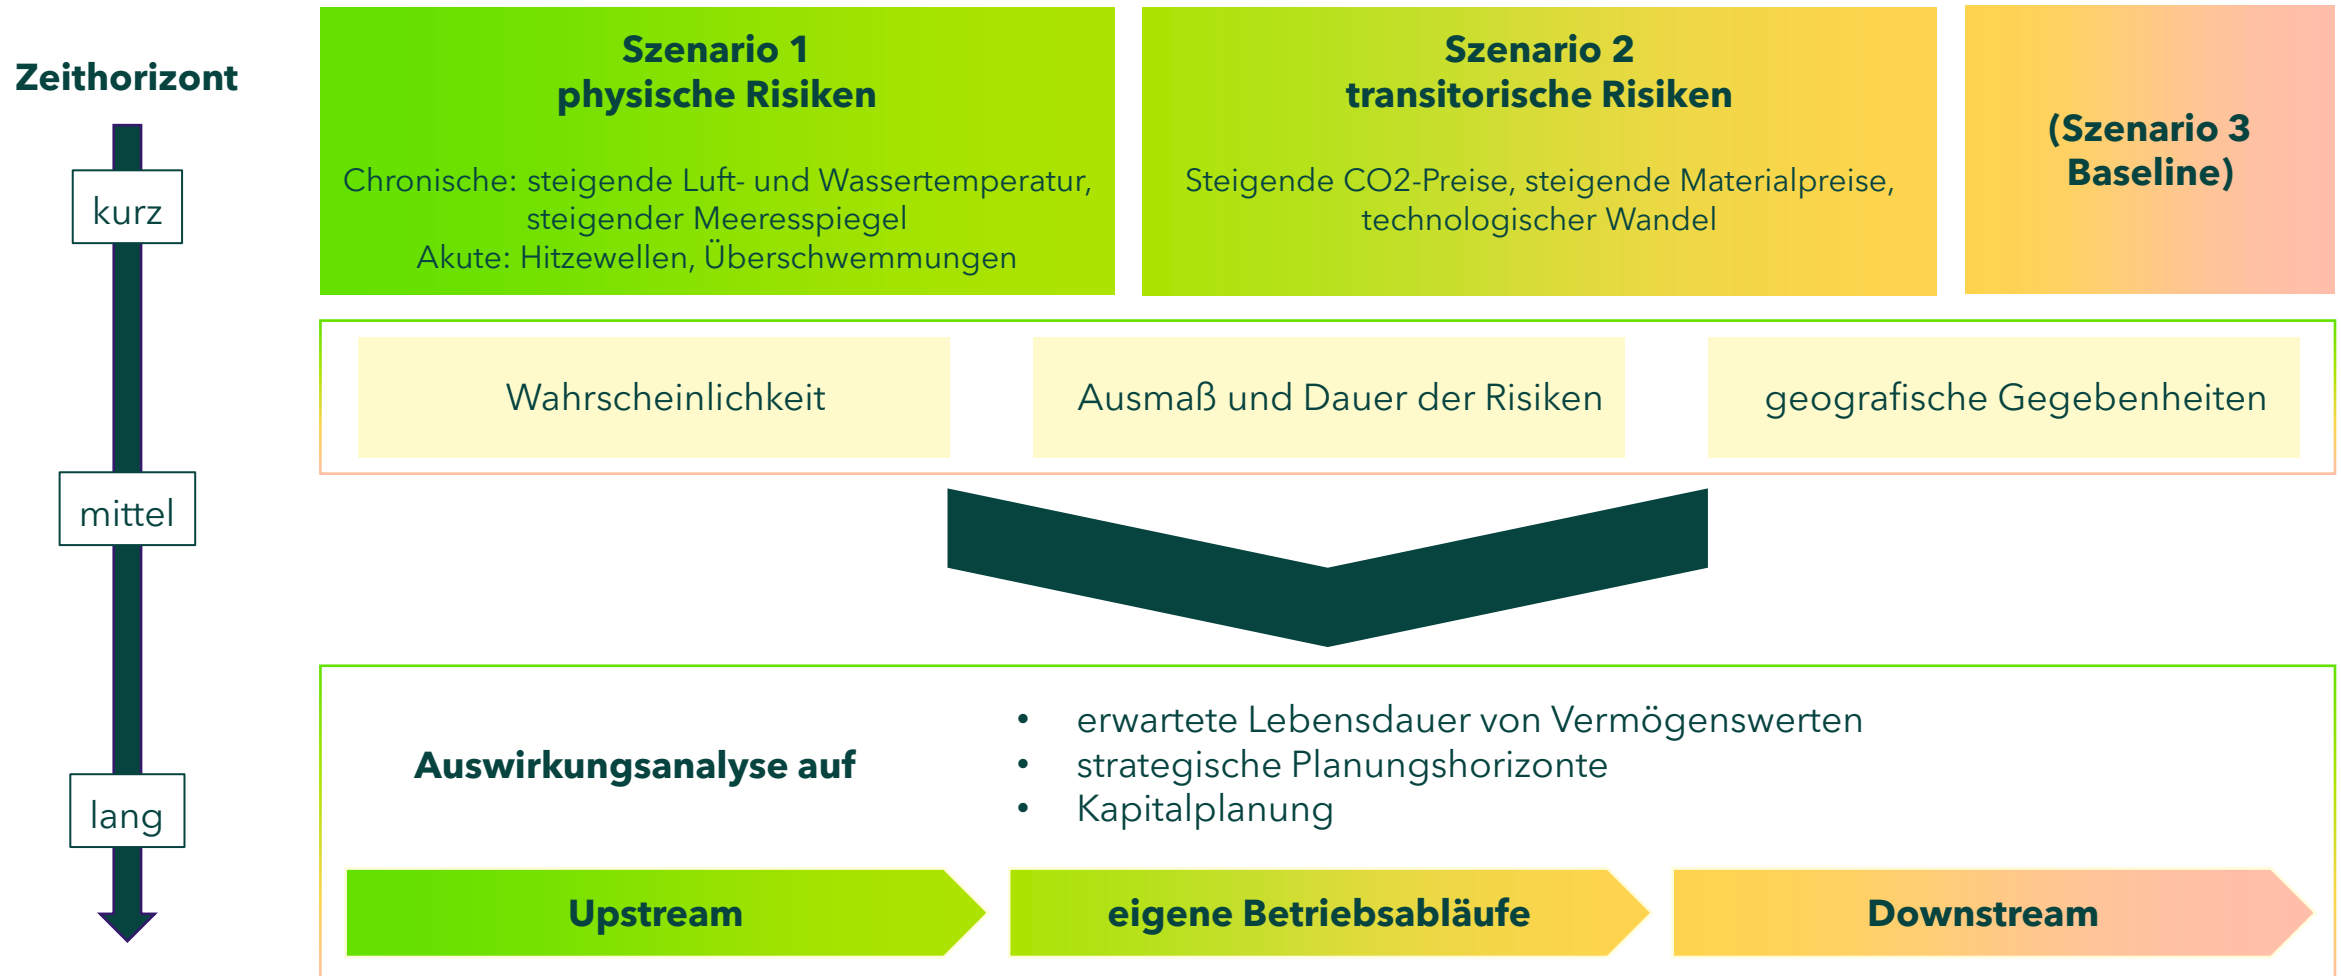 Zeithorizont
kurz
mittel
lang
Szenario 1
physische Risiken
Chronische: steigende Luft- und Wassertemperatur,
steigender Meeresspiegel
Akute: Hitzewellen, Überschwemmungen
Szenario 2
transitorische Risiken
Steigende CO2-Preise, steigende Materialpreise,
technologischer Wandel
(Szenario 3
Baseline)
Wahrscheinlichkeit
Ausmaß und Dauer der Risiken
geografische Gegebenheiten
Auswirkungsanalyse auf
• erwartete Lebensdauer von Vermögenswerten
• strategische Planungshorizonte
• Kapitalplanung
Upstream
eigene Betriebsabläufe
Downstream